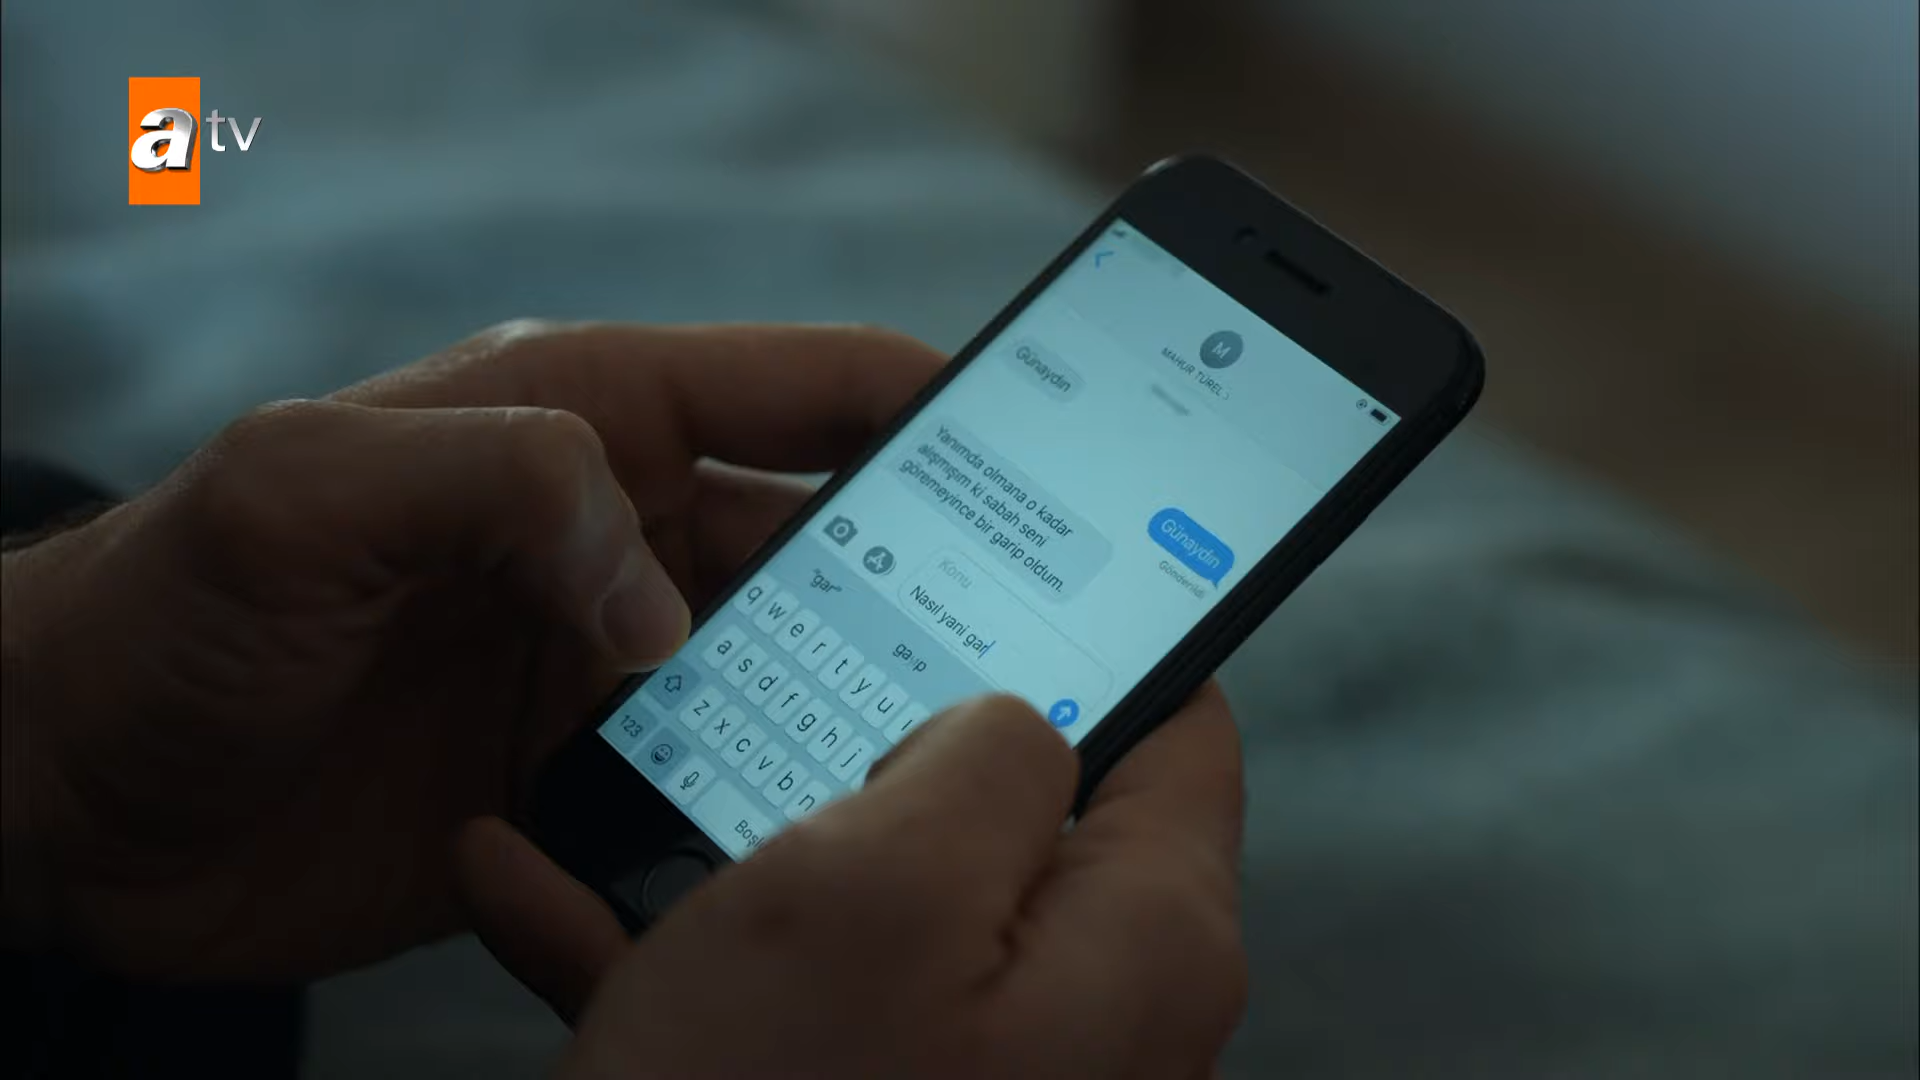 atv
M
MAHUR TÜREL
Günaydın
Günaydın
Gönderildi
Yanımda olmana o kadar
alışmışım ki sabah seni
göremeyince bir garip oldum.
Konu
Nasıl yani gar
"gar"
q w e r t y u
a s d f g h j
z x c v b n
123